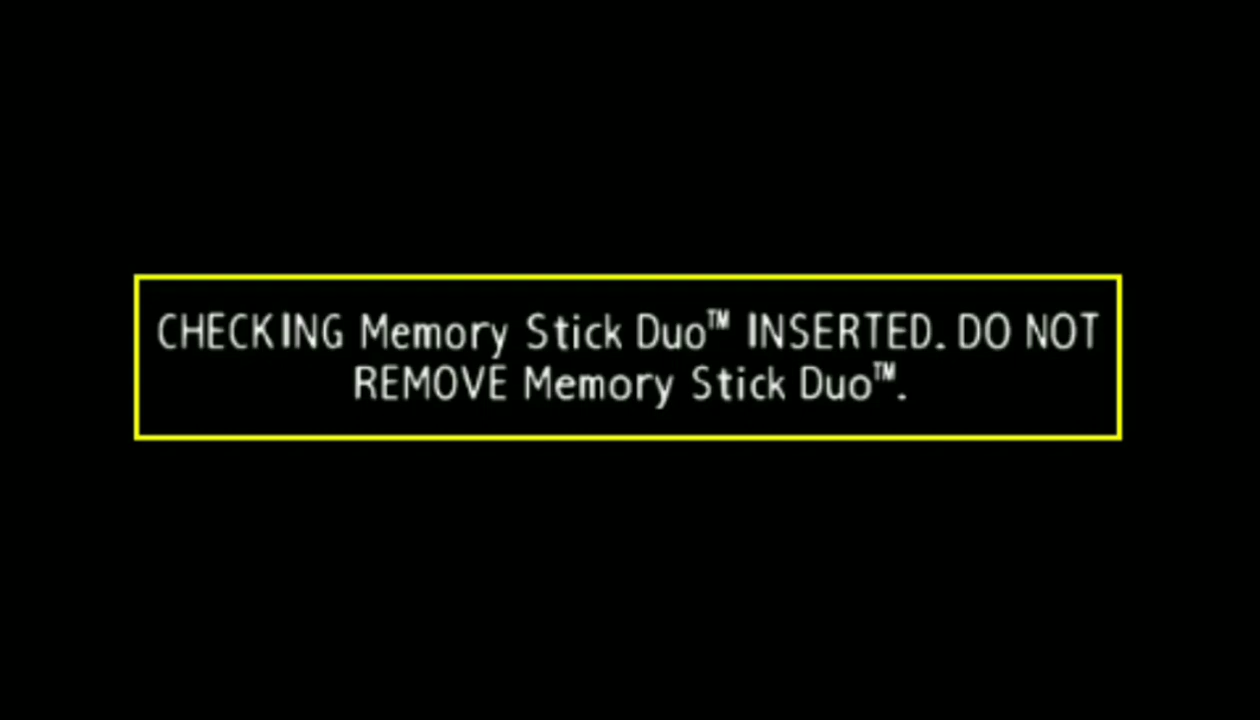 CHECKING Memory Stick Duo™ INSERTED. DO NOT
REMOVE Memory Stick Duo™.